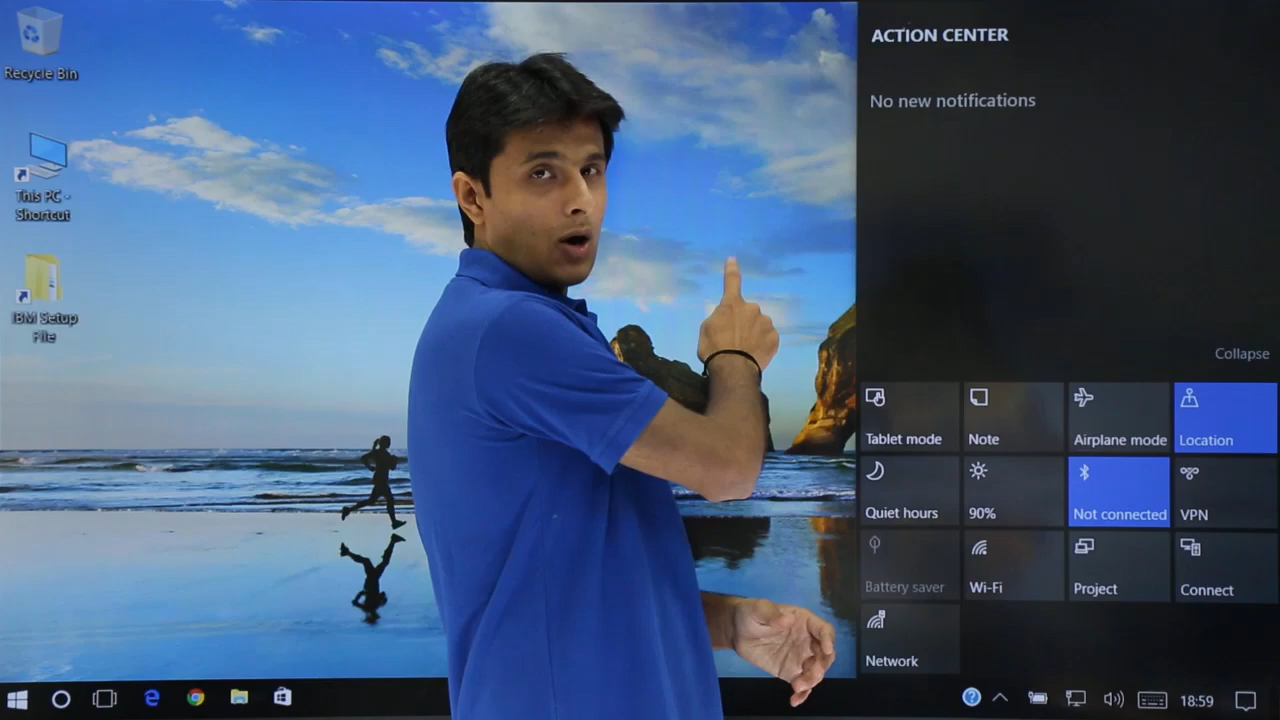 Recycle Bin
This PC -
Shortcut
IBM Setup
File
ACTION CENTER
No new notifications
Collapse
Tablet mode
Note
Airplane mode
Location
Quiet hours
90%
Not connected
VPN
Battery saver
Wi-Fi
Project
Connect
Network
18:59